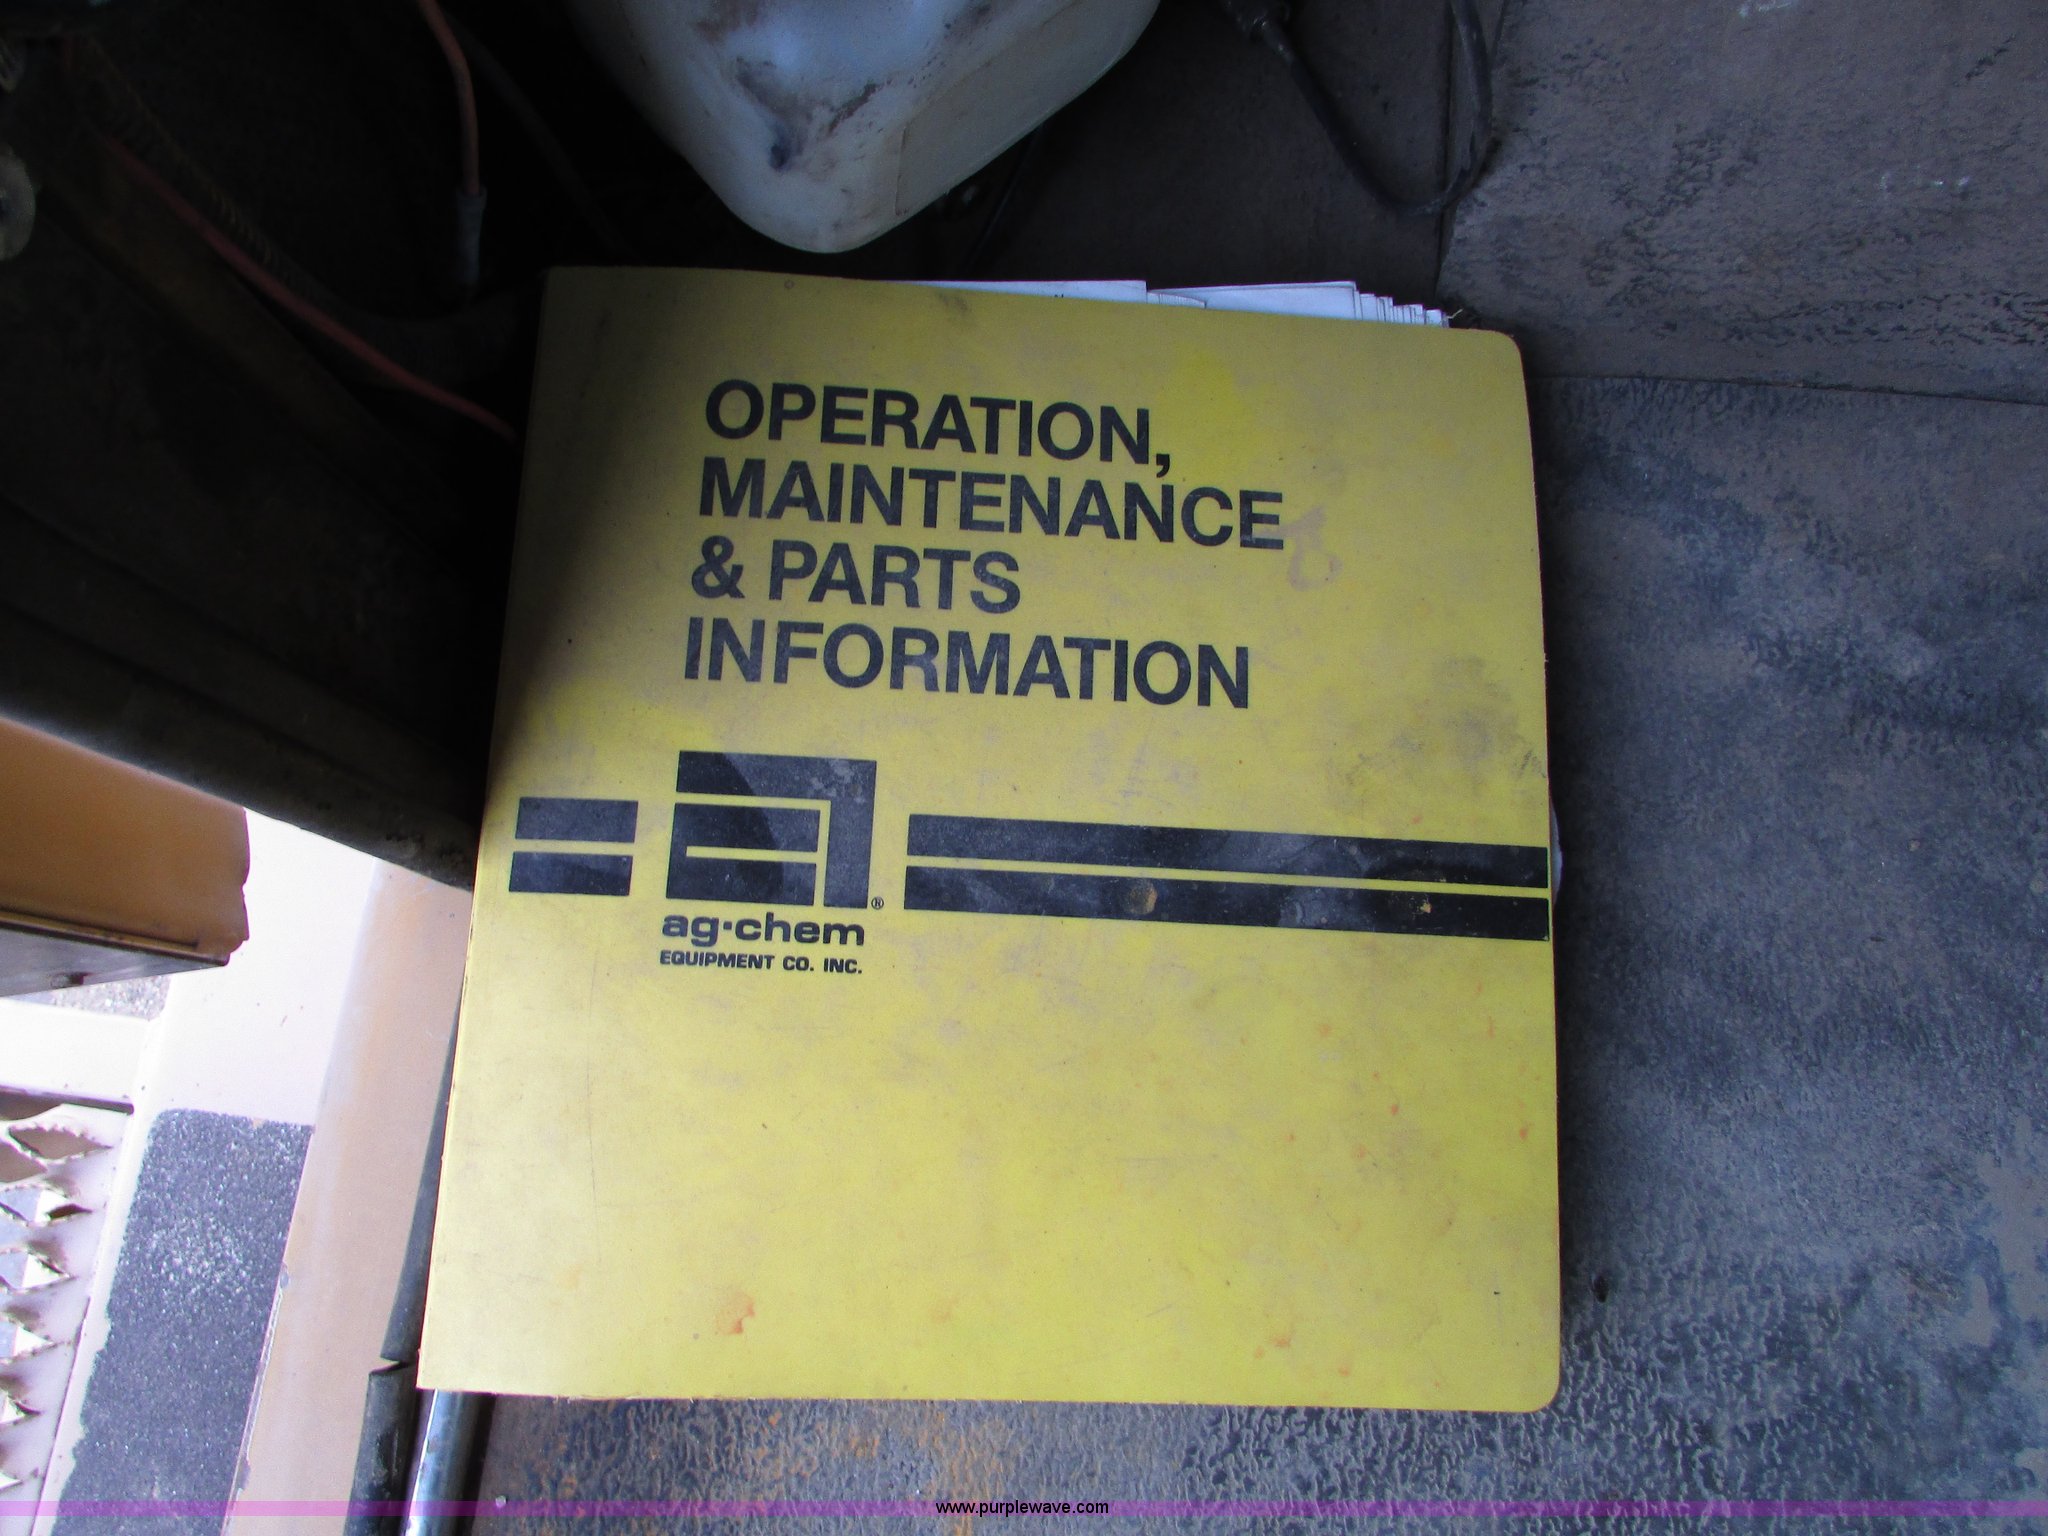 OPERATION,
MAINTENANCE
& PARTS
INFORMATION
®
ag·chem
EQUIPMENT CO. INC.
www.purplewave.com